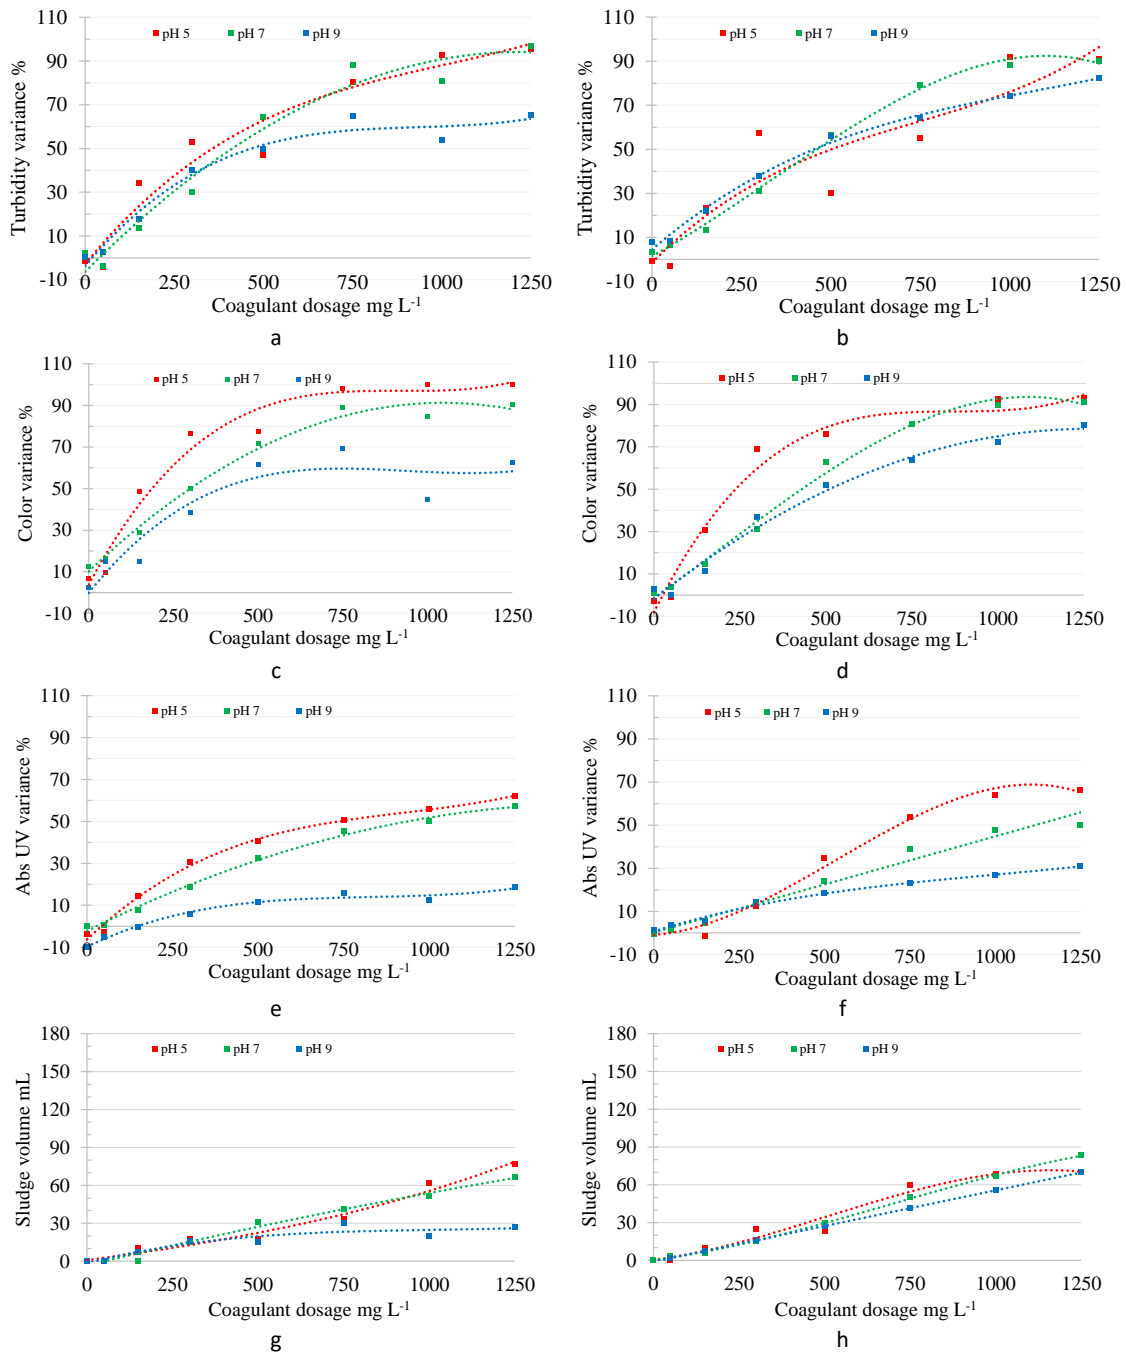 110
90
70
50
30
10
-10
Turbidity variance %
pH 5 pH 7 pH 9
0 250 500 750 1000 1250
Coagulant dosage mg L-1
a
110
90
70
50
30
10
-10
Turbidity variance %
pH 5 pH 7 pH 9
0 250 500 750 1000 1250
Coagulant dosage mg L-1
b
110
90
70
50
30
10
-10
Color variance %
pH 5 pH 7 pH 9
0 250 500 750 1000 1250
Coagulant dosage mg L-1
c
110
90
70
50
30
10
-10
Color variance %
pH 5 pH 7 pH 9
0 250 500 750 1000 1250
Coagulant dosage mg L-1
d
110
90
70
50
30
10
-10
Abs UV variance %
pH 5 pH 7 pH 9
0 250 500 750 1000 1250
Coagulant dosage mg L-1
e
110
90
70
50
30
10
-10
Abs UV variance %
pH 5 pH 7 pH 9
0 250 500 750 1000 1250
Coagulant dosage mg L-1
f
180
150
120
90
60
30
0
Sludge volume mL
pH 5 pH 7 pH 9
0 250 500 750 1000 1250
Coagulant dosage mg L-1
g
180
150
120
90
60
30
0
Sludge volume mL
pH 5 pH 7 pH 9
0 250 500 750 1000 1250
Coagulant dosage mg L-1
h